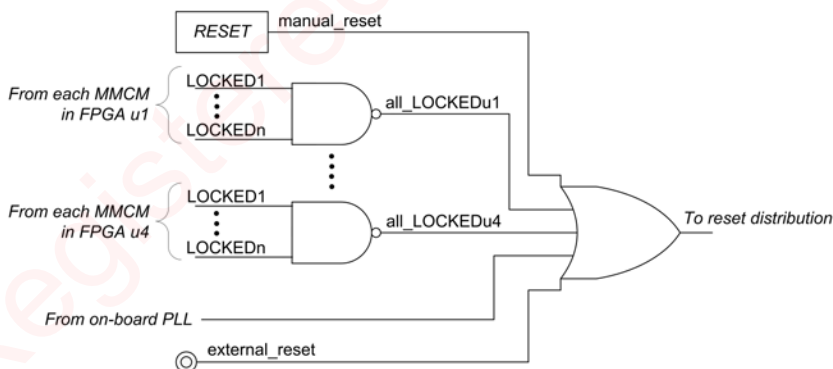 RESET
manual_reset
From each MMCM
in FPGA u1
LOCKED1
LOCKEDn
all_LOCKEDu1
From each MMCM
in FPGA u4
LOCKED1
LOCKEDn
all_LOCKEDu4
To reset distribution
From on-board PLL
external_reset
Registered